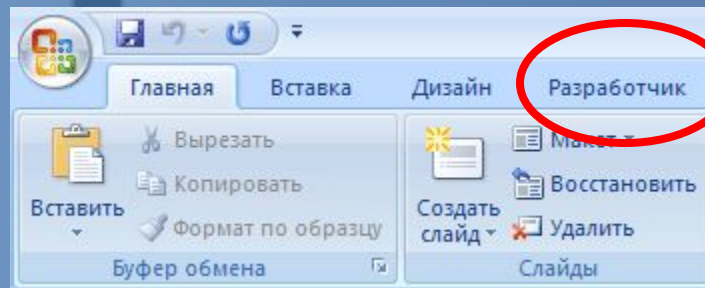 Главная Вставка Дизайн Разработчик
Вырезать
Копировать
Формат по образцу
Вставить
Буфер обмена
Создать слайд
Макет
Восстановить
Удалить
Слайды